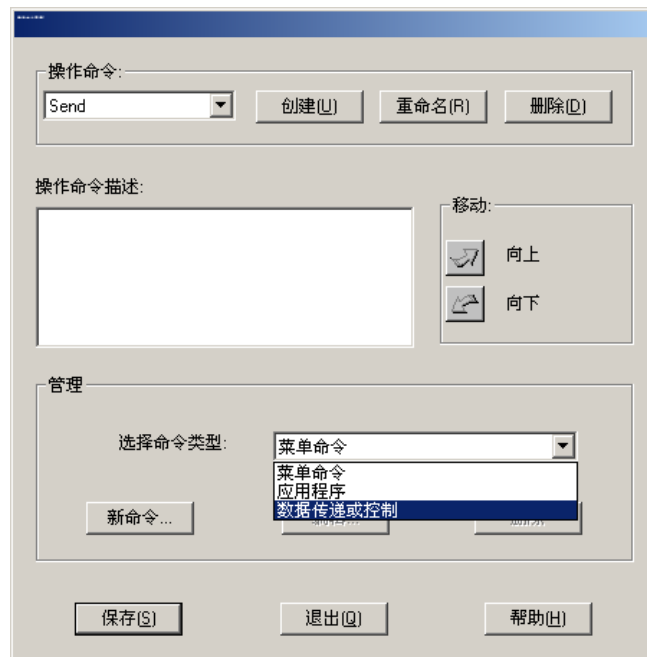 操作命令:
Send
创建(U)
重命名(R)
删除(D)
操作命令描述:
移动:
向上
向下
管理
选择命令类型:
菜单命令
菜单命令
应用程序
数据传递或控制
新命令...
保存(S)
退出(Q)
帮助(H)